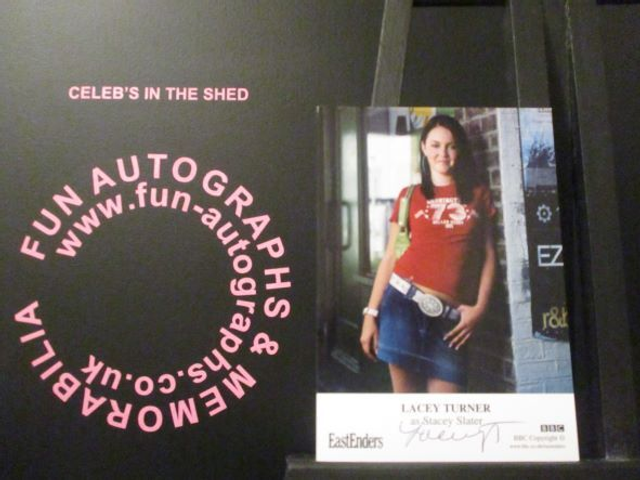 CELEB'S IN THE SHED
FUN AUTOGRAPHS & MEMORABILIA
www.fun-autographs.co.uk
73
EZ
r&b
LACEY TURNER
as Stacey Slater
EastEnders
BBC
BBC Copyright ©